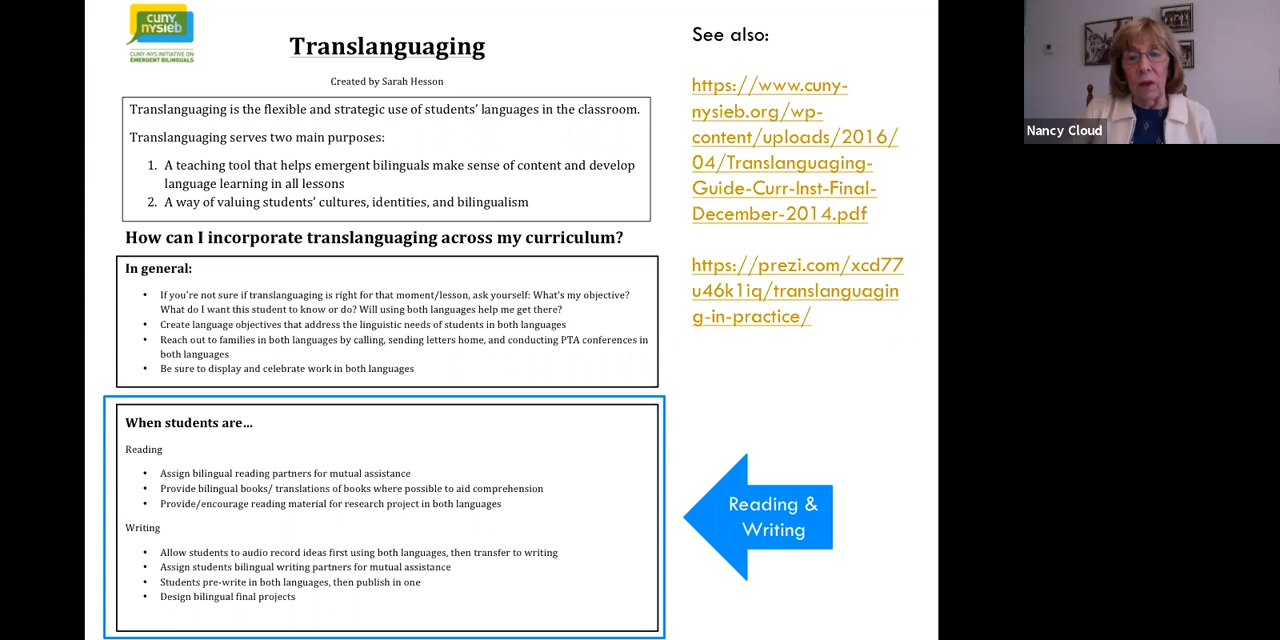 cuny
nysieb
CUNY-NYS-INITIATIVE ON
EMERGENT BILINGUALS
Translanguaging
Created by Sarah Hesson
Translanguaging is the flexible and strategic use of students' languages in the classroom.
Translanguaging serves two main purposes:
1. A teaching tool that helps emergent bilinguals make sense of content and develop
language learning in all lessons
2. A way of valuing students' cultures, identities, and bilingualism
How can I incorporate translanguaging across my curriculum?
In general:
• If you're not sure if translanguaging is right for that moment/lesson, ask yourself: What's my objective?
What do I want this student to know or do? Will using both languages help me get there?
• Create language objectives that address the linguistic needs of students in both languages
• Reach out to families in both languages by calling, sending letters home, and conducting PTA conferences in
both languages
• Be sure to display and celebrate work in both languages
When students are…
Reading
• Assign bilingual reading partners for mutual assistance
• Provide bilingual books/ translations of books where possible to aid comprehension
• Provide/encourage reading material for research project in both languages
Writing
• Allow students to audio record ideas first using both languages, then transfer to writing
• Assign students bilingual writing partners for mutual assistance
• Students pre-write in both languages, then publish in one
• Design bilingual final projects
See also:
https://www.cuny-
nysieb.org/wp-
content/uploads/2016/
04/Translanguaging-
Guide-Curr-Inst-Final-
December-2014.pdf
https://prezi.com/xcd77
u46k1iq/translanguagin
g-in-practice/
Reading &
Writing
Nancy Cloud